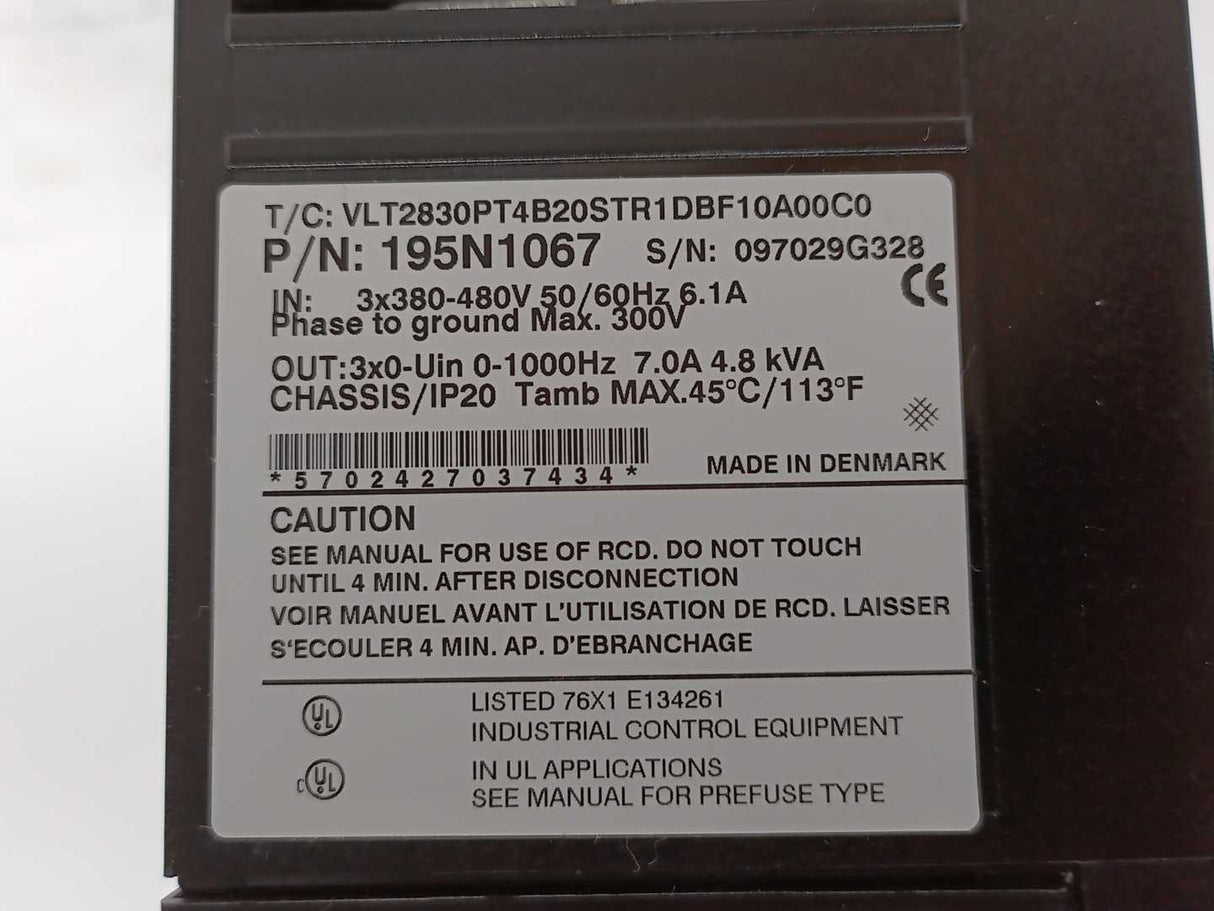 T/C: VLT2830PT4B20STR1DBF10A00C0
P/N: 195N1067 S/N: 097029G328
CE
IN: 3x380-480V 50/60Hz 6.1A
Phase to ground Max. 300V
OUT:3x0-Uin 0-1000Hz 7.0A 4.8 kVA
CHASSIS/IP20 Tamb MAX.45°C/113°F
*5702427037434*
MADE IN DENMARK
CAUTION
SEE MANUAL FOR USE OF RCD. DO NOT TOUCH
UNTIL 4 MIN. AFTER DISCONNECTION
VOIR MANUEL AVANT L'UTILISATION DE RCD. LAISSER
S'ECOULER 4 MIN. AP. D'EBRANCHAGE
UL
LISTED 76X1 E134261
INDUSTRIAL CONTROL EQUIPMENT
c UL
IN UL APPLICATIONS
SEE MANUAL FOR PREFUSE TYPE